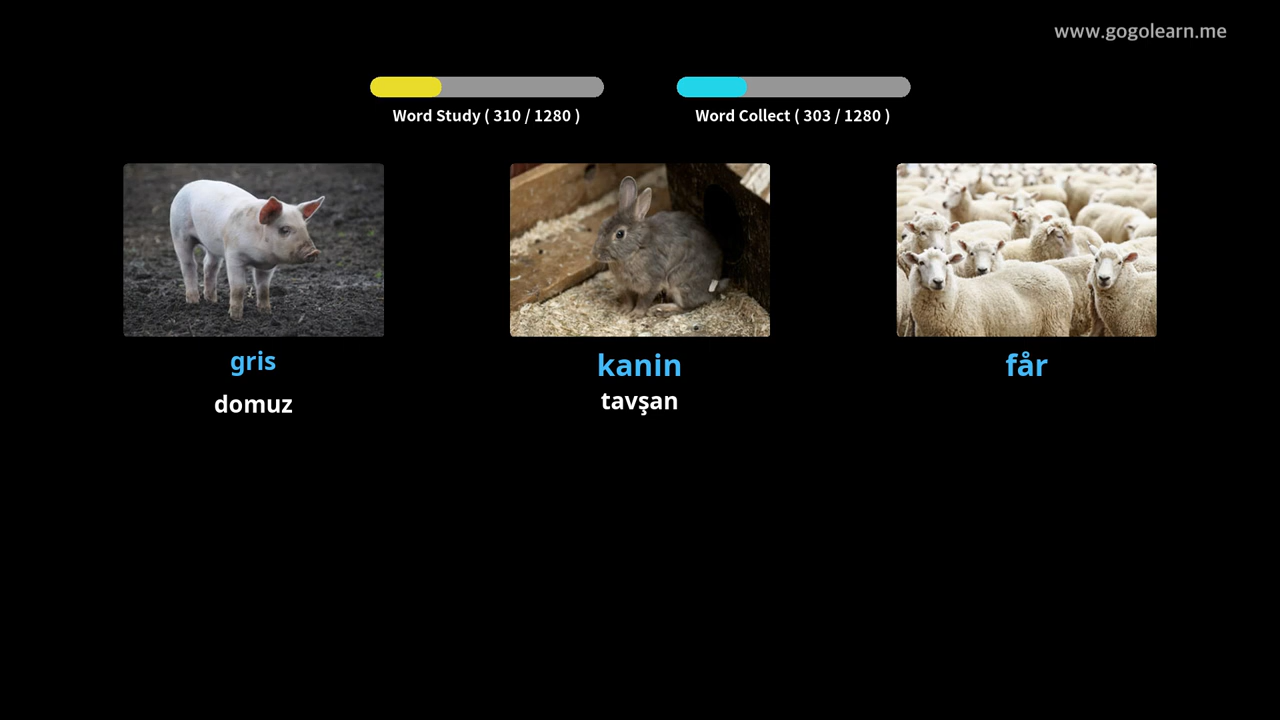 www.gogolearn.me
Word Study ( 310 / 1280 )
Word Collect ( 303 / 1280 )
gris
kanin
får
domuz
tavşan